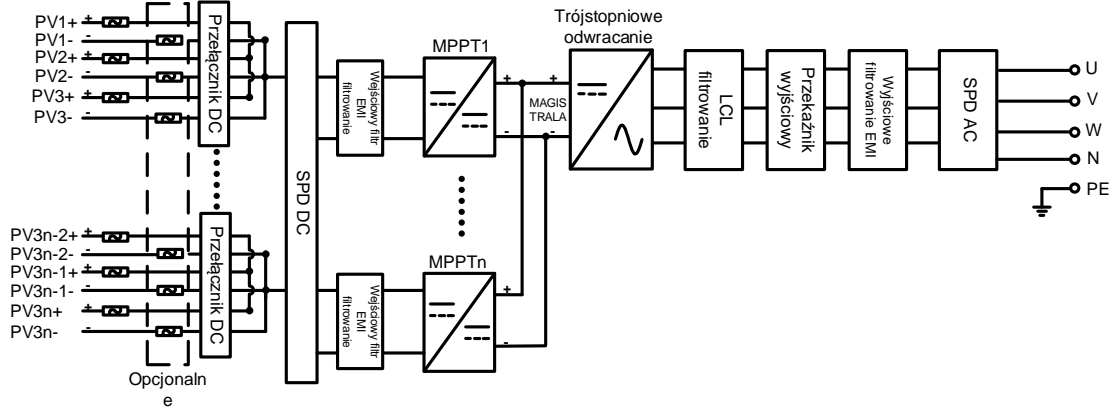 PV1+
PV1-
PV2+
PV2-
PV3+
PV3-
Przełącznik DC
PV3n-2+
PV3n-2-
PV3n-1+
PV3n-1-
PV3n+
PV3n-
Przełącznik DC
Opcjonaln
e
SPD DC
Wejściowy filtr
EMI
filtrowanie
Wejściowy filtr
EMI
filtrowanie
MPPT1
MPPTn
MAGIS
TRALA
Trójstopniowe
odwracanie
LCL
filtrowanie
Przekaźnik
wyjściowy
Wyjściowe
filtrowanie EMI
SPD AC
U
V
W
N
PE